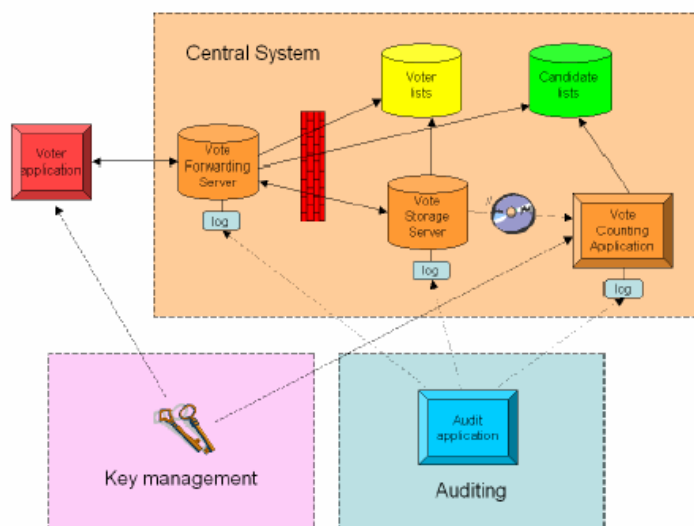 Central System
Voter
lists
Candidate
lists
Voter
application
Vote
Forwarding
Server
log
Vote
Storage
Server
log
//
Vote
Counting
Application
log
Key management
Audit
application
Auditing